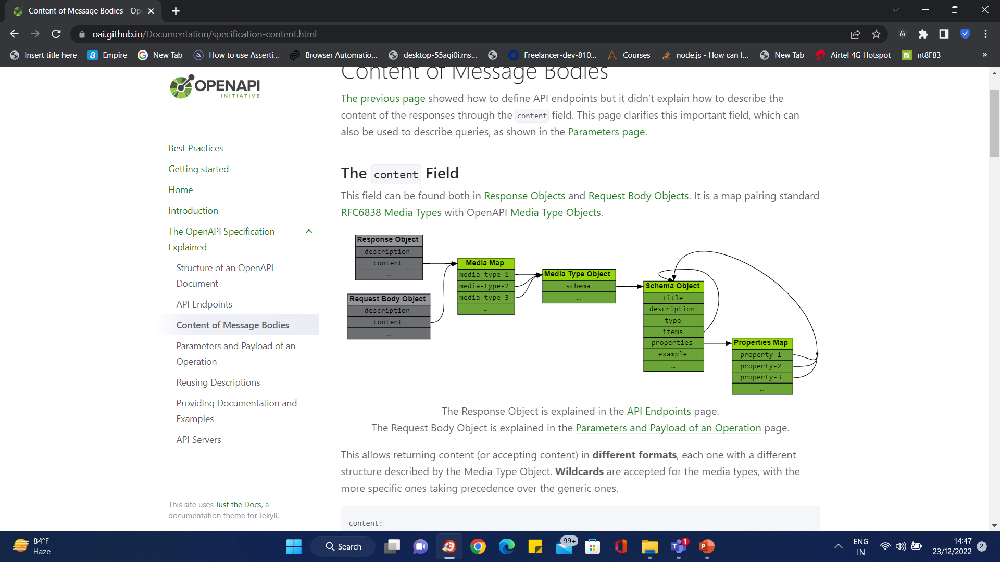 Content of Message Bodies - Ope
oai.github.io/Documentation/specification-content.html
Insert title here
Empire
New Tab
How to use Asserti...
Browser Automatio...
desktop-55agi0i.ms...
Freelancer-dev-810...
Courses
node.js - How can I...
New Tab
Airtel 4G Hotspot
nt8F83
»
OPENAPI
INITIATIVE
Best Practices
Getting started
Home
Introduction
The OpenAPI Specification
Explained
Structure of an OpenAPI
Document
API Endpoints
Content of Message Bodies
Parameters and Payload of an
Operation
Reusing Descriptions
Providing Documentation and
Examples
API Servers
This site uses Just the Docs, a
documentation theme for Jekyll.
Content of Message Bodies
The previous page showed how to define API endpoints but it didn't explain how to describe the
content of the responses through the content field. This page clarifies this important field, which can
also be used to describe queries, as shown in the Parameters page.
The content Field
This field can be found both in Response Objects and Request Body Objects. It is a map pairing standard
RFC6838 Media Types with OpenAPI Media Type Objects.
Response Object
description
content
…
Request Body Object
description
content
…
Media Map
media-type-1
media-type-2
media-type-3
…
Media Type Object
schema
…
Schema Object
title
description
type
items
properties
example
…
Properties Map
property-1
property-2
property-3
…
The Response Object is explained in the API Endpoints page.
The Request Body Object is explained in the Parameters and Payload of an Operation page.
This allows returning content (or accepting content) in different formats, each one with a different
structure described by the Media Type Object. Wildcards are accepted for the media types, with the
more specific ones taking precedence over the generic ones.
content:
84°F
Haze
Search
99+
1
ENG
IN
14:47
23/12/2022
2